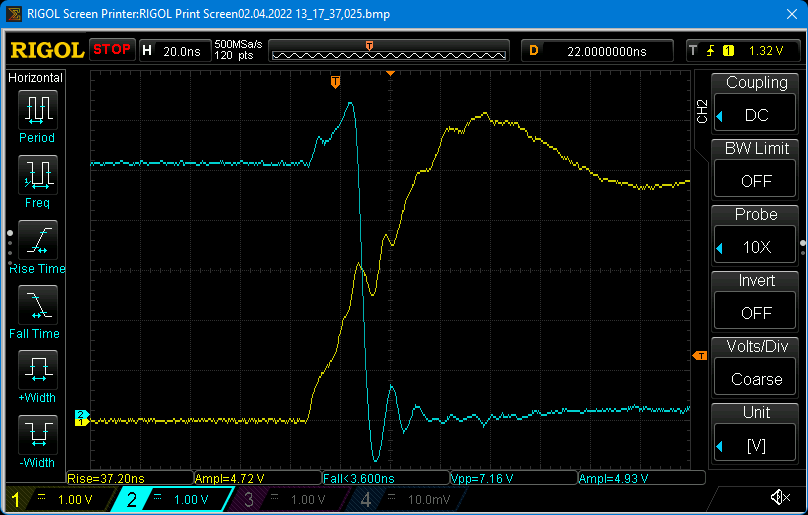 RIGOL Screen Printer:RIGOL Print Screen02.04.2022 13_17_37,025.bmp
RIGOL STOP H 20.0ns 500MSa/s 120 pts T D 22.0000000ns T 1 1.32 V
Horizontal
Period
Freq
Rise Time
Fall Time
+Width
-Width
T
T
2
1
CH2
Coupling
DC
BW Limit
OFF
Probe
10X
Invert
OFF
Volts/Div
Coarse
Unit
[V]
Rise=37.20ns Ampl=4.72 V Fall<3.600ns Vpp=7.16 V Ampl=4.93 V
1 1.00 V 2 1.00 V 3 1.00 V 4 10.0mV